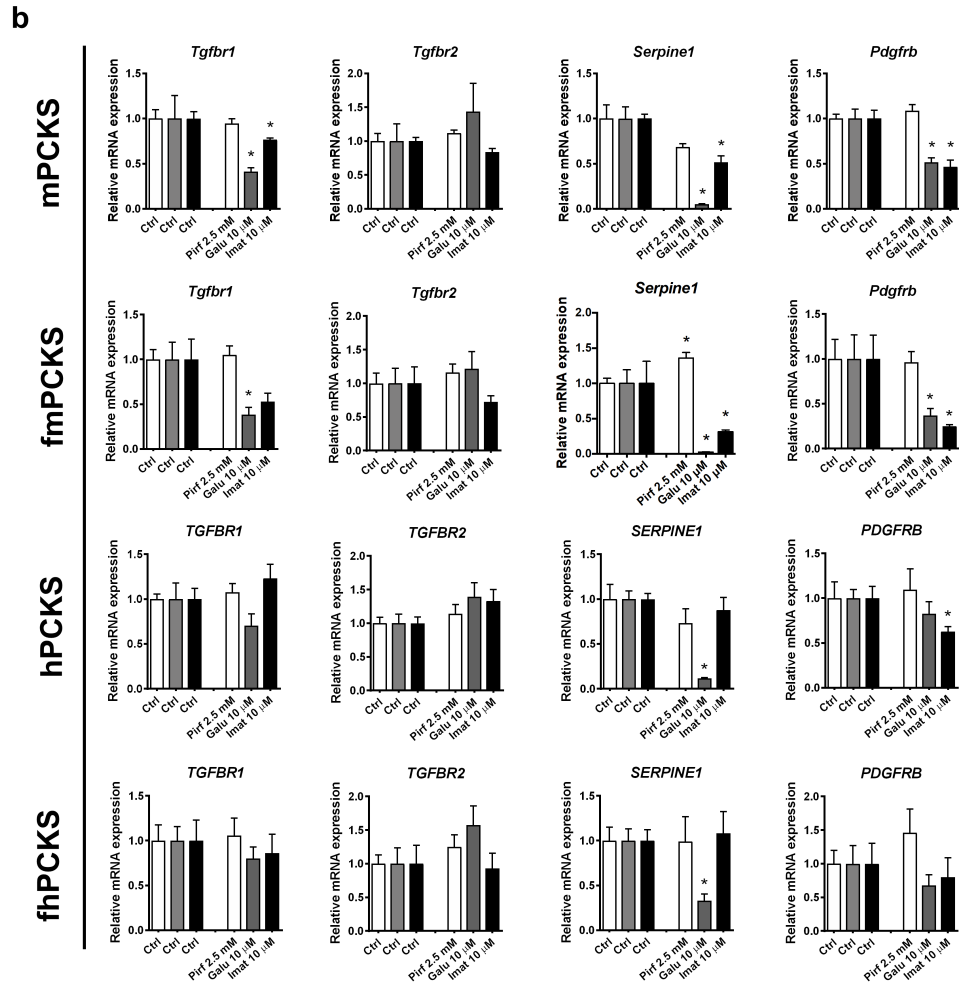 b
mPCKS
Tgfbr1
Relative mRNA expression
1.5
1.0
0.5
0.0
*
*
Ctrl
Ctrl
Ctrl
Pirf 2.5 mM
Galu 10 µM
Imat 10 µM
Tgfbr2
Relative mRNA expression
2.0
1.5
1.0
0.5
0.0
Ctrl
Ctrl
Ctrl
Pirf 2.5 mM
Galu 10 µM
Imat 10 µM
Serpine1
Relative mRNA expression
1.5
1.0
0.5
0.0
*
*
Ctrl
Ctrl
Ctrl
Pirf 2.5 mM
Galu 10 µM
Imat 10 µM
Pdgfrb
Relative mRNA expression
1.5
1.0
0.5
0.0
*
*
Ctrl
Ctrl
Ctrl
Pirf 2.5 mM
Galu 10 µM
Imat 10 µM
fmPCKS
Tgfbr1
Relative mRNA expression
1.5
1.0
0.5
0.0
*
Ctrl
Ctrl
Ctrl
Pirf 2.5 mM
Galu 10 µM
Imat 10 µM
Tgfbr2
Relative mRNA expression
2.0
1.5
1.0
0.5
0.0
Ctrl
Ctrl
Ctrl
Pirf 2.5 mM
Galu 10 µM
Imat 10 µM
Serpine1
Relative mRNA expression
2.0
1.5
1.0
0.5
0.0
*
*
*
Ctrl
Ctrl
Ctrl
Pirf 2.5 mM
Galu 10 µM
Imat 10 µM
Pdgfrb
Relative mRNA expression
1.5
1.0
0.5
0.0
*
*
Ctrl
Ctrl
Ctrl
Pirf 2.5 mM
Galu 10 µM
Imat 10 µM
hPCKS
TGFBR1
Relative mRNA expression
1.5
1.0
0.5
0.0
Ctrl
Ctrl
Ctrl
Pirf 2.5 mM
Galu 10 µM
Imat 10 µM
TGFBR2
Relative mRNA expression
2.0
1.5
1.0
0.5
0.0
Ctrl
Ctrl
Ctrl
Pirf 2.5 mM
Galu 10 µM
Imat 10 µM
SERPINE1
Relative mRNA expression
1.5
1.0
0.5
0.0
*
Ctrl
Ctrl
Ctrl
Pirf 2.5 mM
Galu 10 µM
Imat 10 µM
PDGFRB
Relative mRNA expression
1.5
1.0
0.5
0.0
*
Ctrl
Ctrl
Ctrl
Pirf 2.5 mM
Galu 10 µM
Imat 10 µM
fhPCKS
TGFBR1
Relative mRNA expression
1.5
1.0
0.5
0.0
Ctrl
Ctrl
Ctrl
Pirf 2.5 mM
Galu 10 µM
Imat 10 µM
TGFBR2
Relative mRNA expression
2.0
1.5
1.0
0.5
0.0
Ctrl
Ctrl
Ctrl
Pirf 2.5 mM
Galu 10 µM
Imat 10 µM
SERPINE1
Relative mRNA expression
1.5
1.0
0.5
0.0
*
Ctrl
Ctrl
Ctrl
Pirf 2.5 mM
Galu 10 µM
Imat 10 µM
PDGFRB
Relative mRNA expression
2.0
1.5
1.0
0.5
0.0
Ctrl
Ctrl
Ctrl
Pirf 2.5 mM
Galu 10 µM
Imat 10 µM